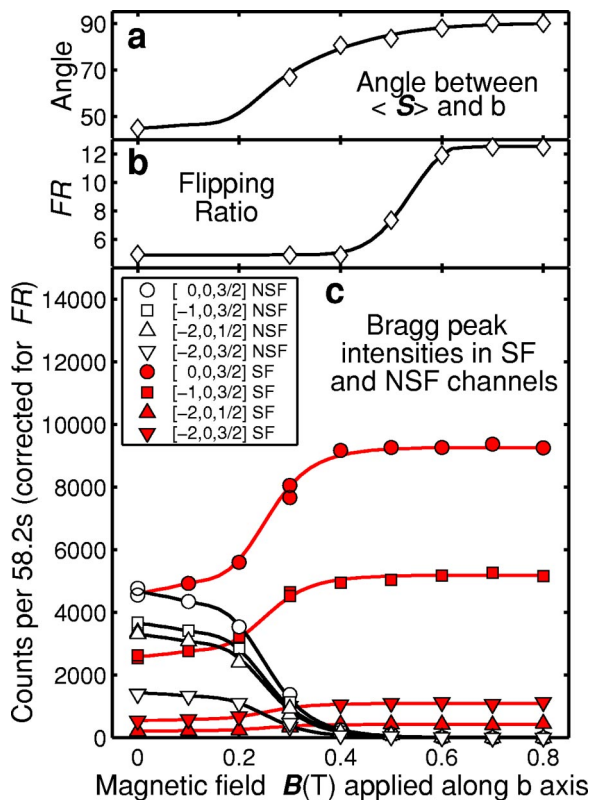 a
90
70
50
Angle
Angle between
< S> and b
b
12
10
8
6
4
FR
Flipping
Ratio
c
[ 0,0,3/2] NSF
[−1,0,3/2] NSF
[−2,0,1/2] NSF
[−2,0,3/2] NSF
[ 0,0,3/2] SF
[−1,0,3/2] SF
[−2,0,1/2] SF
[−2,0,3/2] SF
Bragg peak
intensities in SF
and NSF channels
14000
12000
10000
8000
6000
4000
2000
0
Counts per 58.2s (corrected for FR)
0 0.2 0.4 0.6 0.8
Magnetic field B(T) applied along b axis